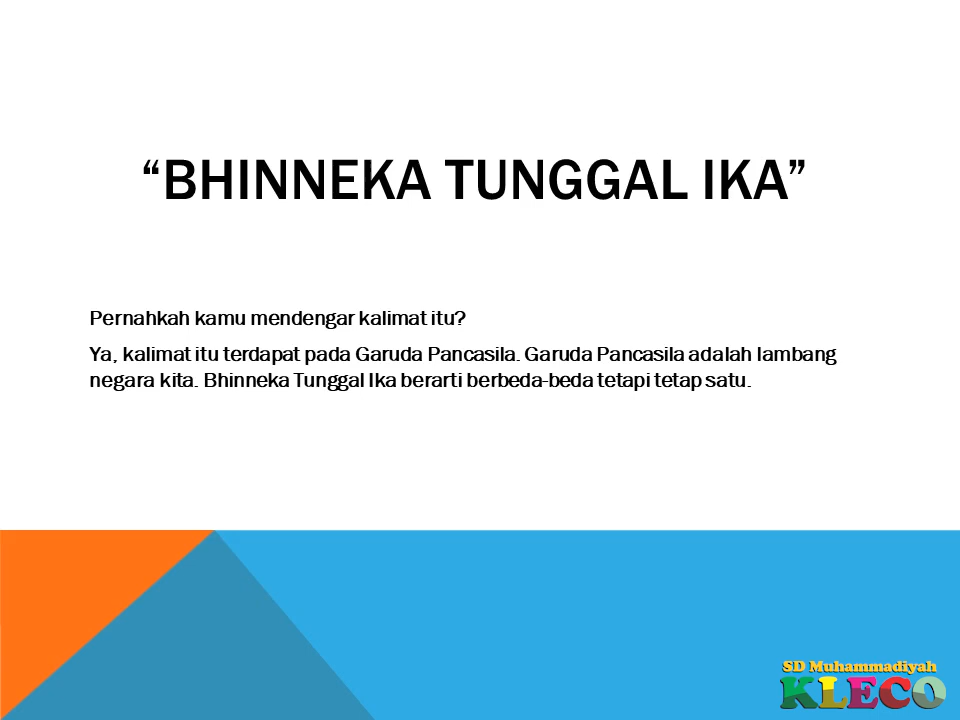 “BHINNEKA TUNGGAL IKA”
Pernahkah kamu mendengar kalimat itu?
Ya, kalimat itu terdapat pada Garuda Pancasila. Garuda Pancasila adalah lambang
negara kita. Bhinneka Tunggal Ika berarti berbeda-beda tetapi tetap satu.
SD Muhammadiyah
KLECO